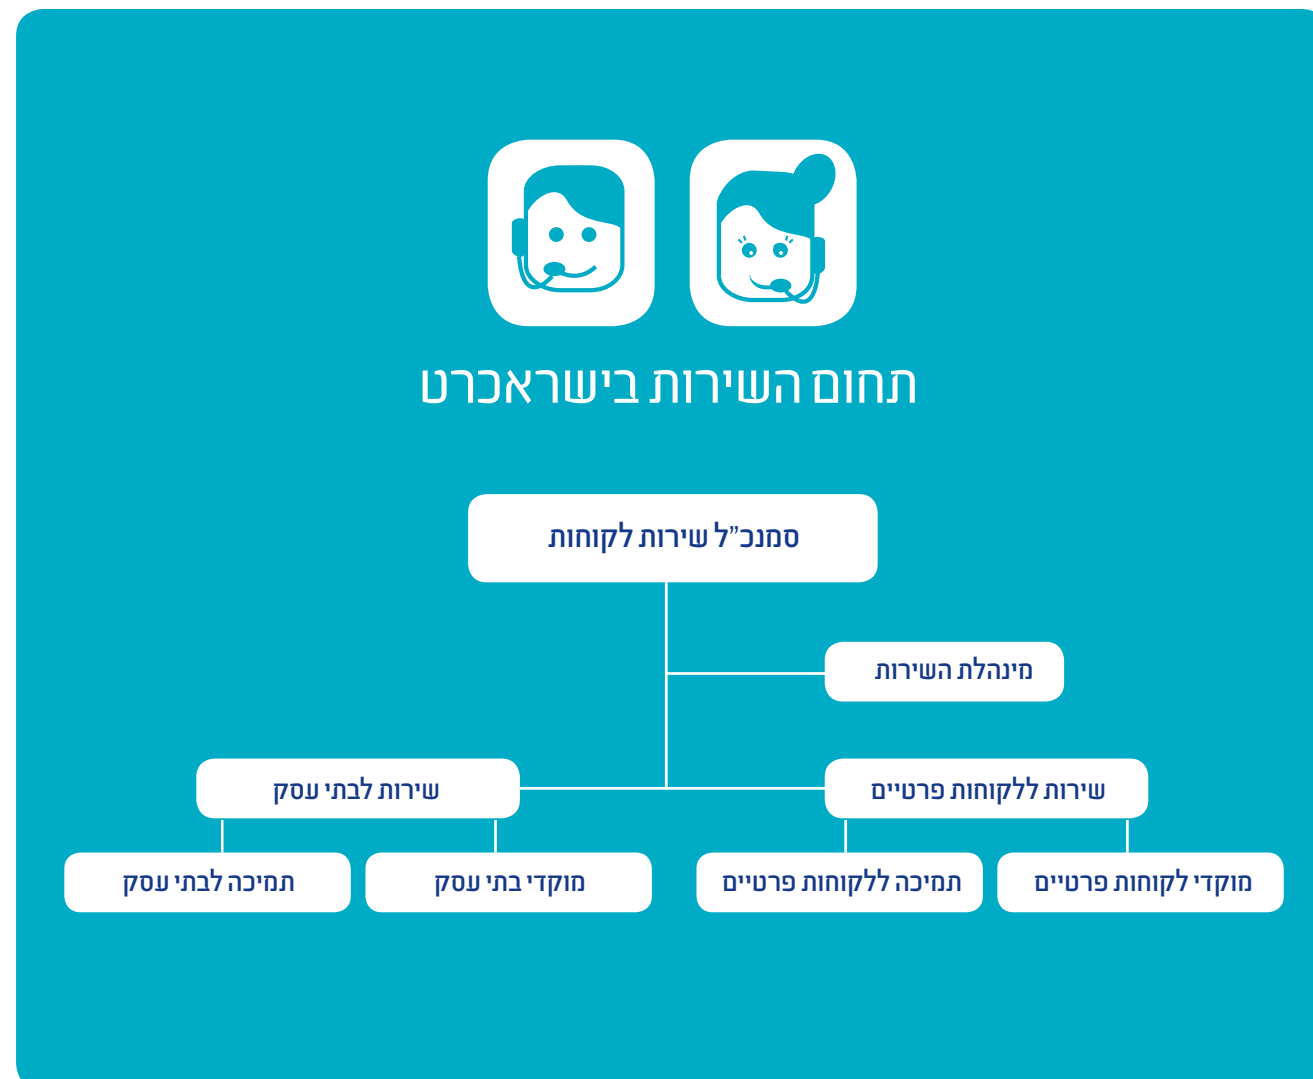 תחום השירות בישראכרט
סמנכ”ל שירות לקוחות
מינהלת השירות
שירות ללקוחות פרטיים
שירות לבתי עסק
מוקדי לקוחות פרטיים
תמיכה ללקוחות פרטיים
מוקדי בתי עסק
תמיכה לבתי עסק